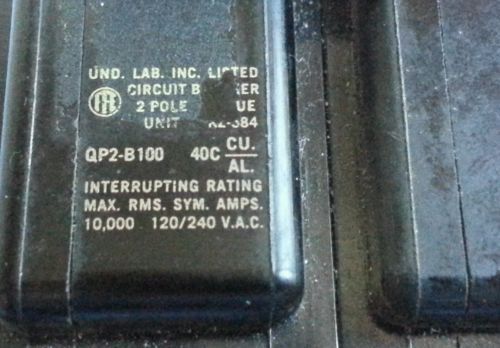 UND. LAB. INC. LISTED
CIRCUIT
2 POLE
UNIT
QP2-B100 40C CU.
AL.
INTERRUPTING RATING
MAX. RMS. SYM. AMPS.
10,000 120/240 V.A.C.